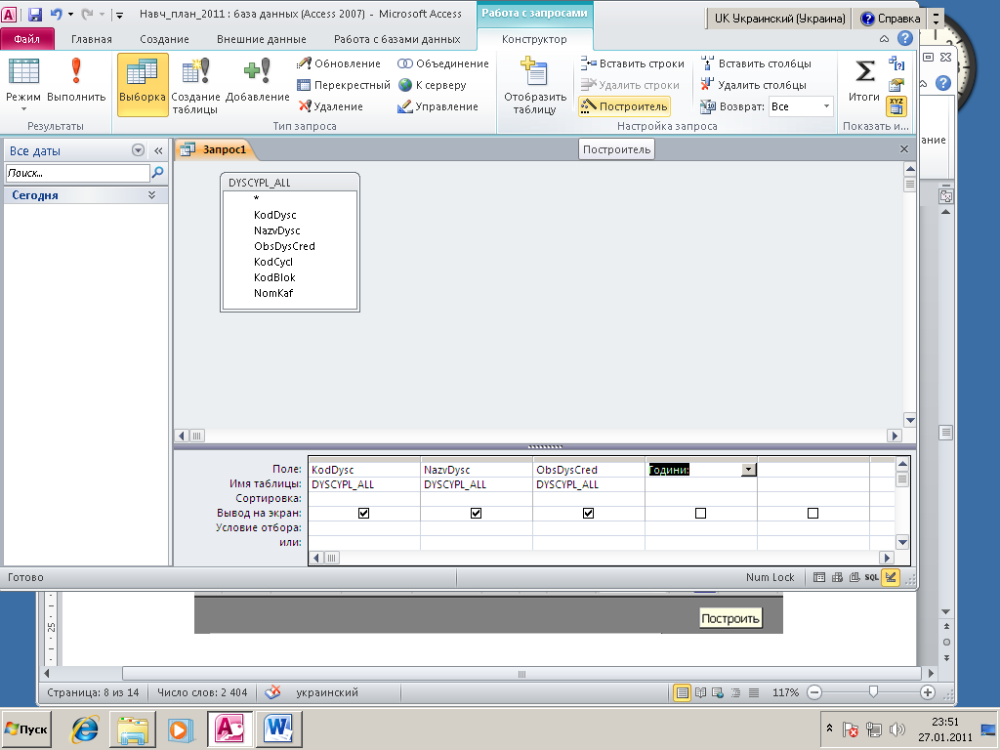 Навч_план_2011 : база данных (Access 2007) - Microsoft Access
Работа с запросами
UK Украинский (Украина)
Справка
Файл
Главная
Создание
Внешние данные
Работа с базами данных
Конструктор
Режим
Выполнить
Результаты
Выборка
Создание таблицы
Добавление
Обновление
Перекрестный
Удаление
Объединение
К серверу
Управление
Тип запроса
Отобразить таблицу
Вставить строки
Удалить строки
Построитель
Вставить столбцы
Удалить столбцы
Возврат: Все
Настройка запроса
Σ
Итоги
XYZ
Показать и...
ание
Все даты
Поиск...
Сегодня
Запрос1
Построитель
DYSCYPL_ALL
*
KodDysc
NazvDysc
ObsDysCred
KodCycl
KodBlok
NomKaf
Поле: KodDysc NazvDysc ObsDysCred Години:
Имя таблицы: DYSCYPL_ALL DYSCYPL_ALL DYSCYPL_ALL
Сортировка:
Вывод на экран:
Условие отбора:
или:
Готово
Num Lock
SQL
25
Построить
Страница: 8 из 14
Число слов: 2 404
украинский
117%
Пуск
23:51
27.01.2011